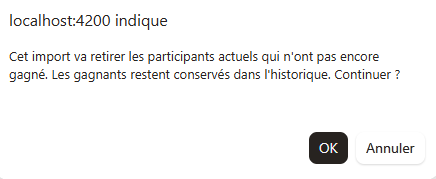 localhost:4200 indique
Cet import va retirer les participants actuels qui n'ont pas encore
gagné. Les gagnants restent conservés dans l'historique. Continuer ?
OK
Annuler